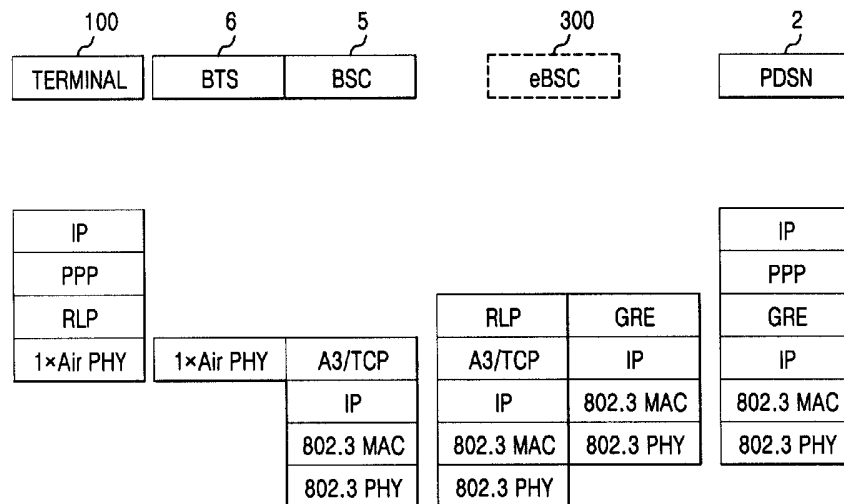 100 6 5 300 2
TERMINAL BTS BSC eBSC PDSN
IP IP
PPP PPP
RLP RLP GRE GRE
1×Air PHY 1×Air PHY A3/TCP A3/TCP IP IP
IP IP 802.3 MAC 802.3 MAC
802.3 MAC 802.3 MAC 802.3 PHY 802.3 PHY
802.3 PHY 802.3 PHY